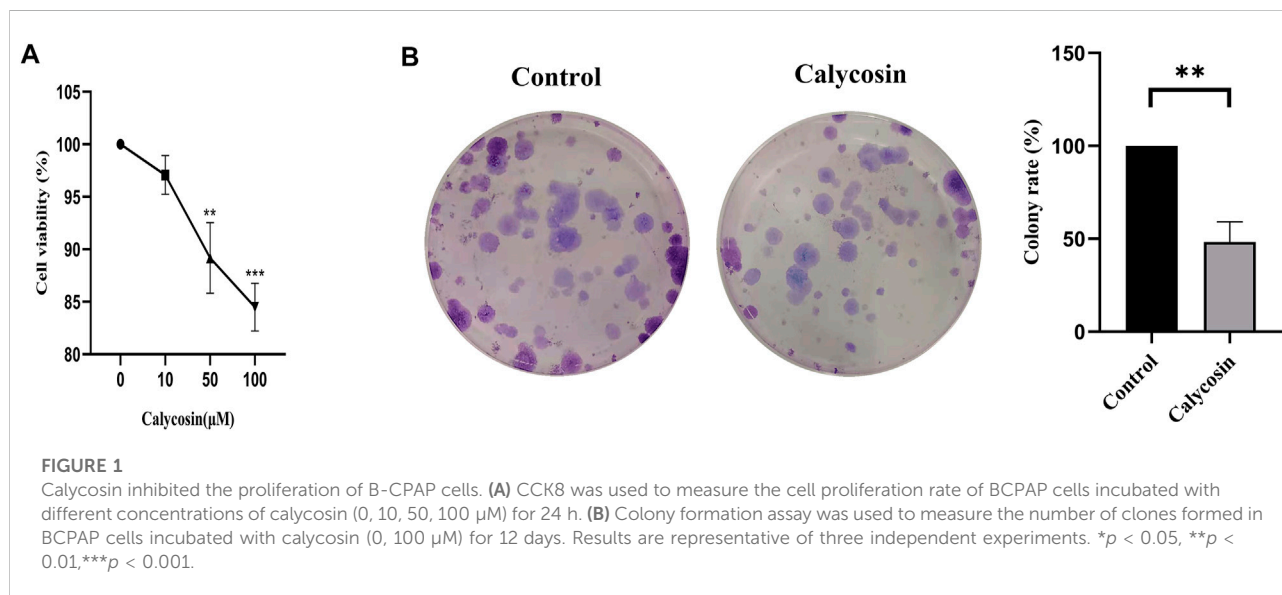 A
105
100
95
90
85
80
Cell viability (%)
**
***
0 10 50 100
Calycosin(μM)
B
Control Calycosin
150
100
50
0
Colony rate (%)
**
Control
Calycosin
FIGURE 1
Calycosin inhibited the proliferation of B-CPAP cells. (A) CCK8 was used to measure the cell proliferation rate of BCPAP cells incubated with
different concentrations of calycosin (0, 10, 50, 100 μM) for 24 h. (B) Colony formation assay was used to measure the number of clones formed in
BCPAP cells incubated with calycosin (0, 100 μM) for 12 days. Results are representative of three independent experiments. *p < 0.05, **p <
0.01,***p < 0.001.